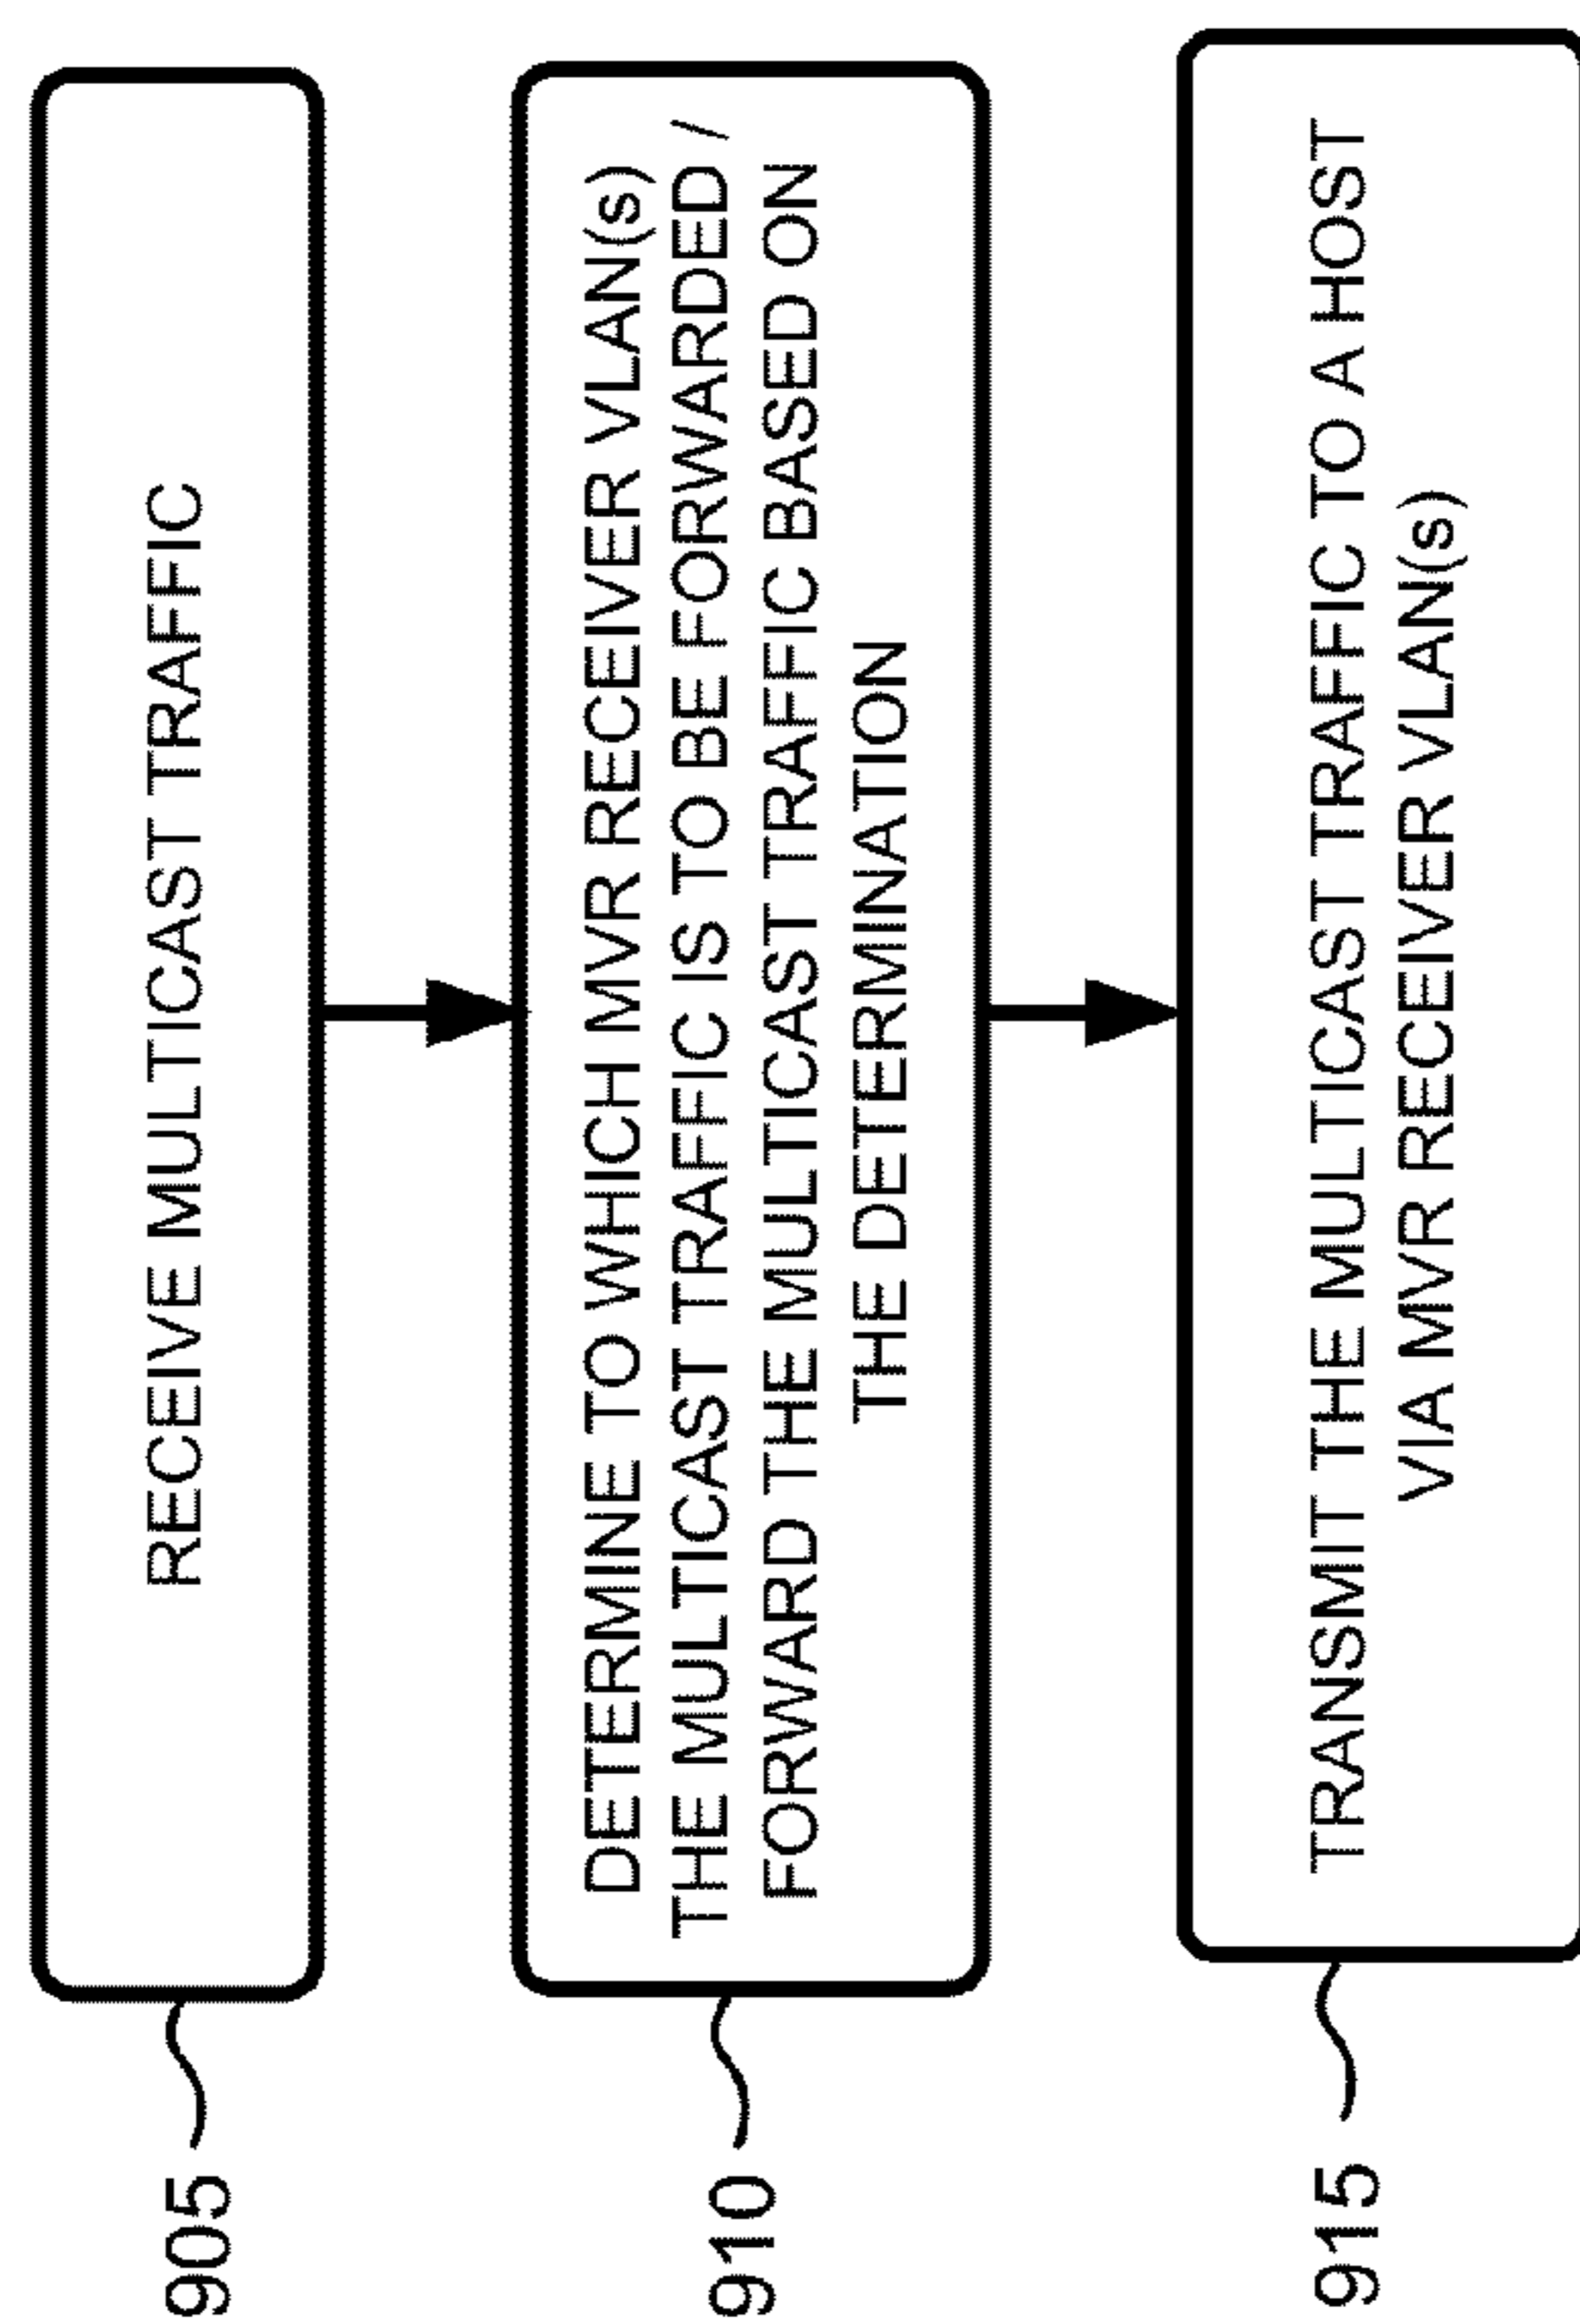 905
RECEIVE MULTICAST TRAFFIC
910
DETERMINE TO WHICH MVR RECEIVER VLAN(s)
THE MULTICAST TRAFFIC IS TO BE FORWARDED /
FORWARD THE MULTICAST TRAFFIC BASED ON
THE DETERMINATION
915
TRANSMIT THE MULTICAST TRAFFIC TO A HOST
VIA MVR RECEIVER VLAN(s)